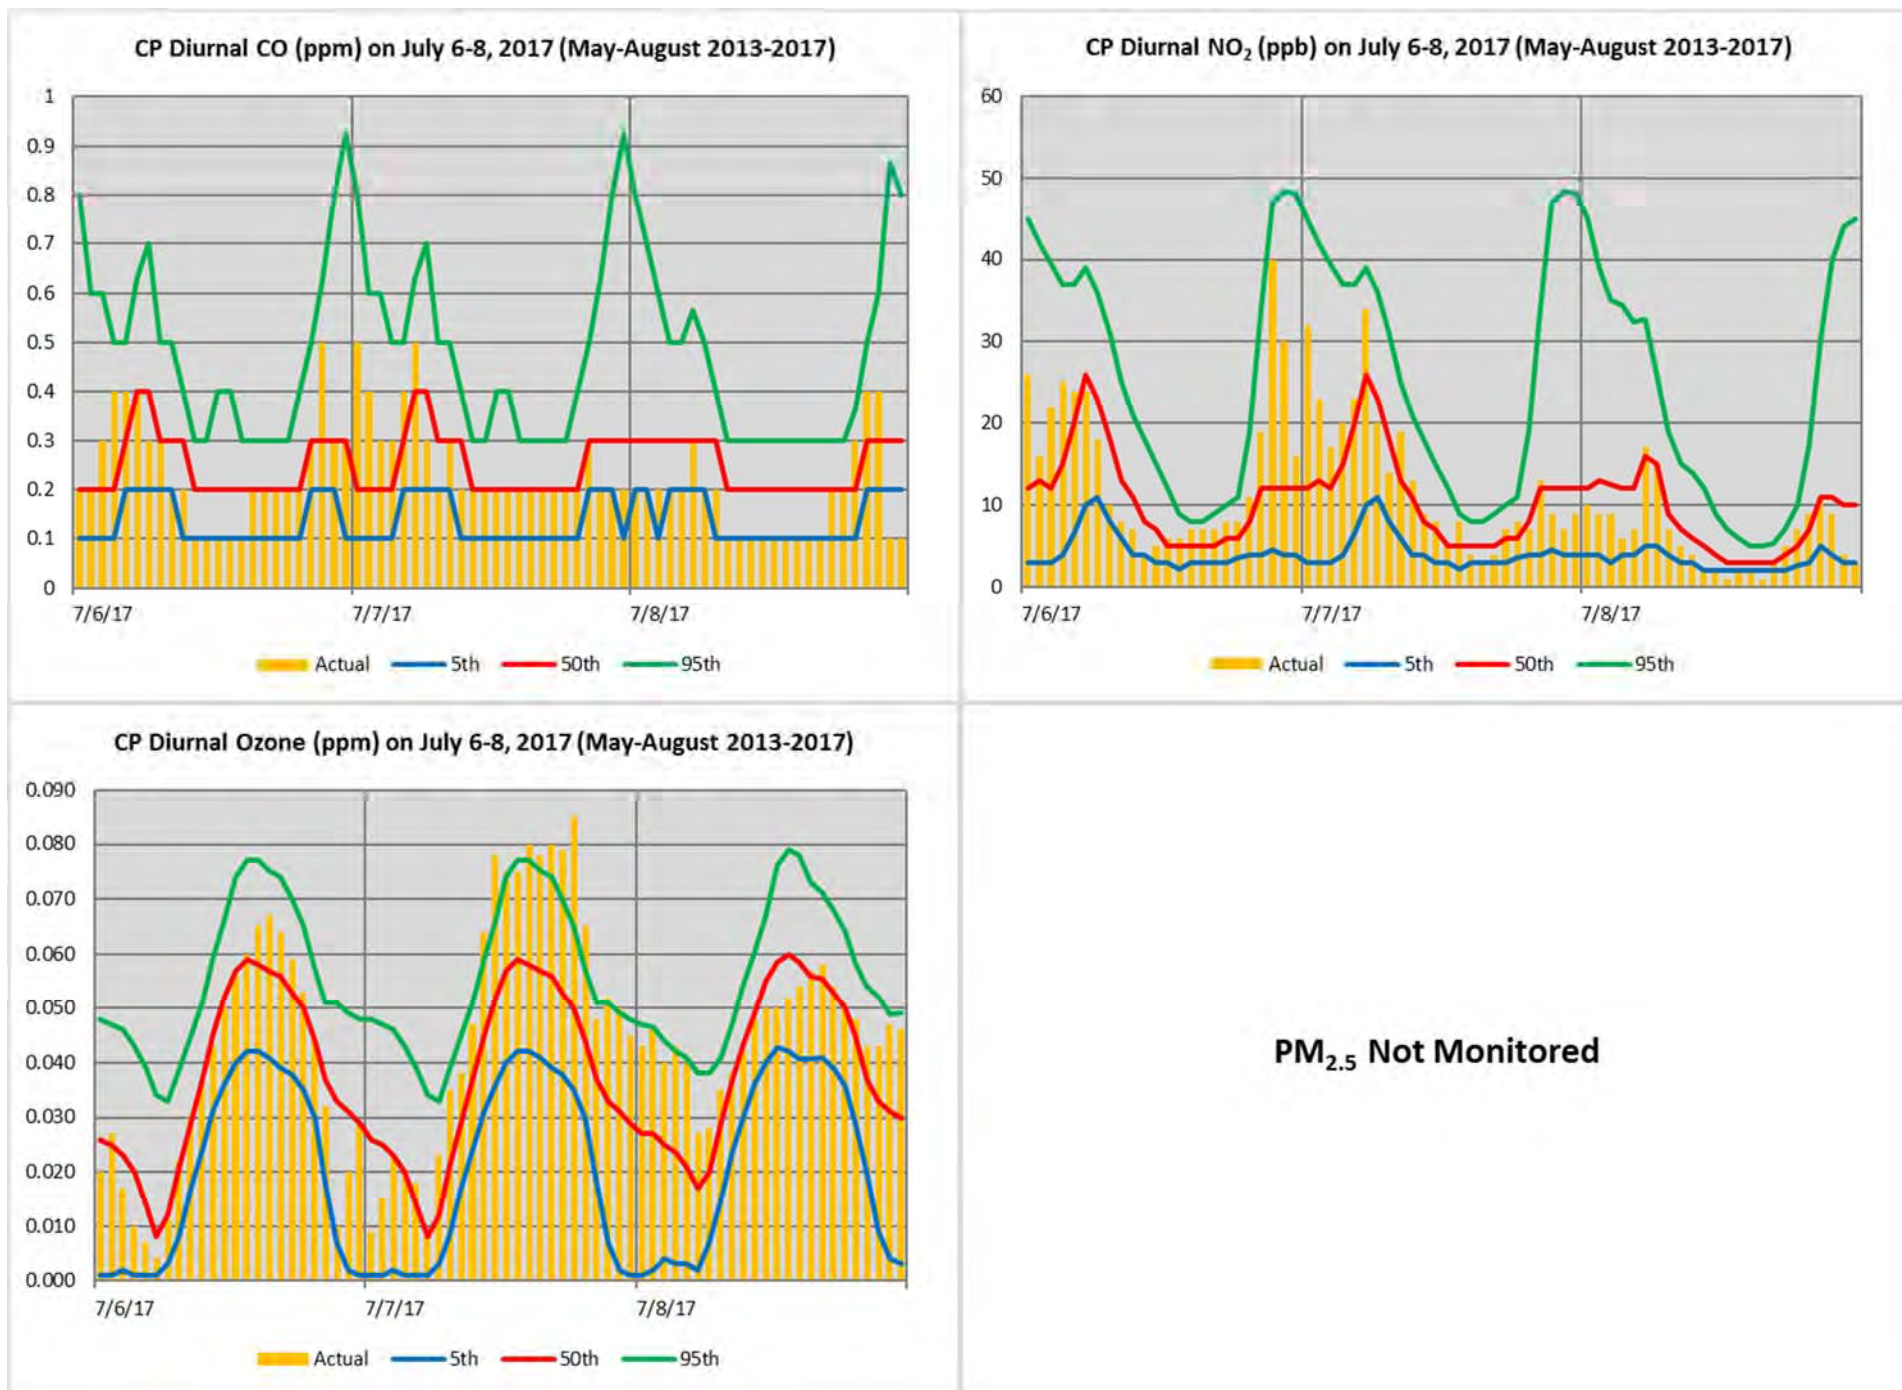 CP Diurnal CO (ppm) on July 6-8, 2017 (May-August 2013-2017)
1
0.9
0.8
0.7
0.6
0.5
0.4
0.3
0.2
0.1
0
7/6/17 7/7/17 7/8/17
Actual 5th 50th 95th
CP Diurnal NO₂ (ppb) on July 6-8, 2017 (May-August 2013-2017)
60
50
40
30
20
10
0
7/6/17 7/7/17 7/8/17
Actual 5th 50th 95th
CP Diurnal Ozone (ppm) on July 6-8, 2017 (May-August 2013-2017)
0.090
0.080
0.070
0.060
0.050
0.040
0.030
0.020
0.010
0.000
7/6/17 7/7/17 7/8/17
Actual 5th 50th 95th
PM₂.₅ Not Monitored